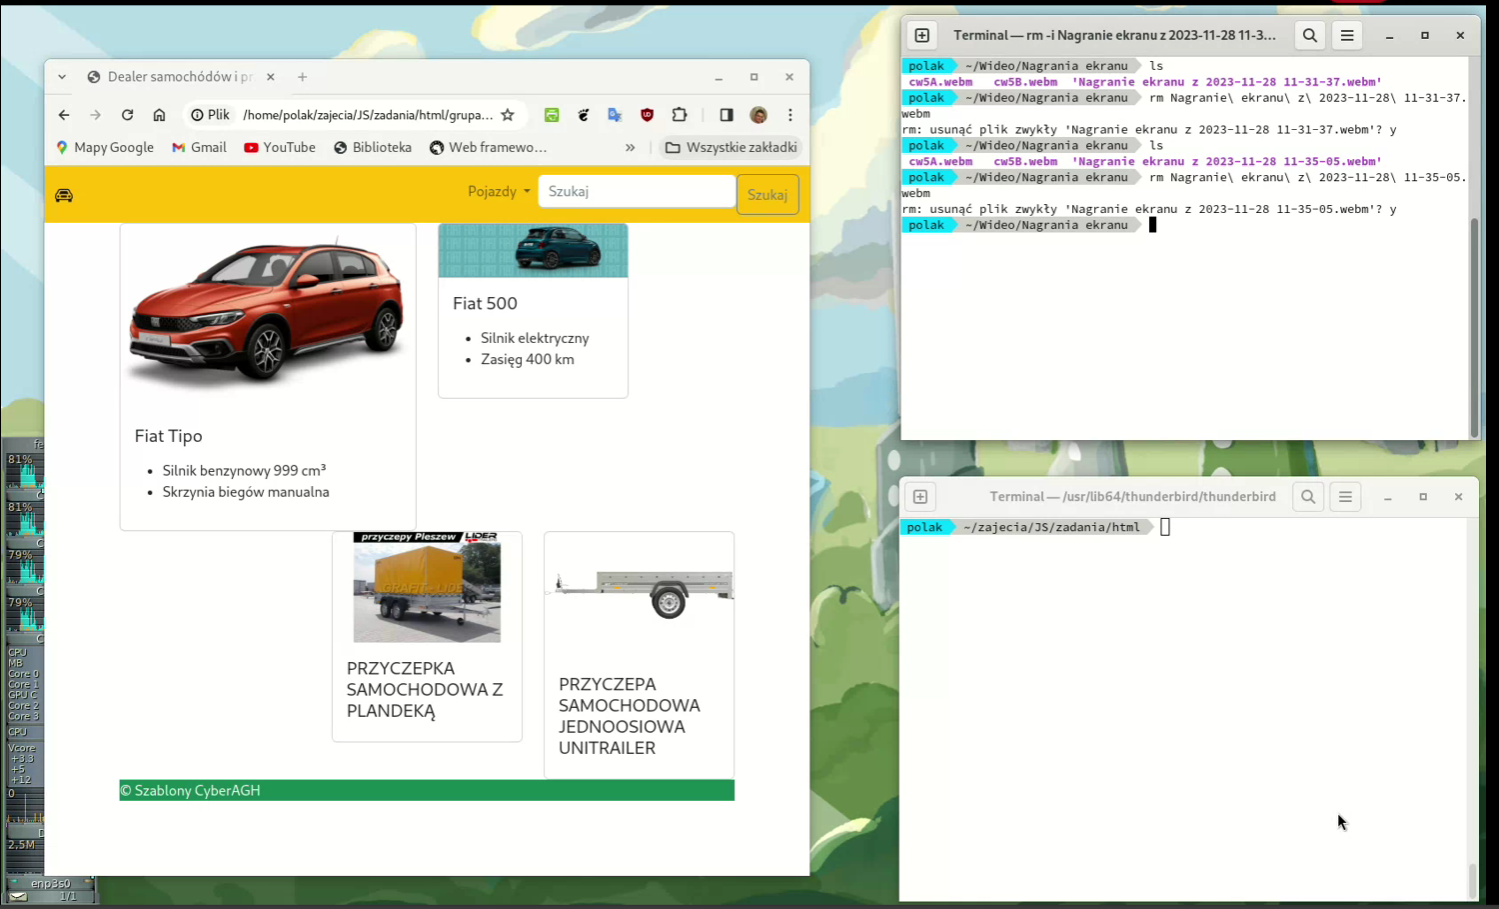 Dealer samochódów i pr
Plik
/home/polak/zajecia/JS/zadania/html/grupa...
Mapy Google
Gmail
YouTube
Biblioteka
Web framewo...
»
Wszystkie zakładki
Pojazdy
Szukaj
Szukaj
Fiat 500
• Silnik elektryczny
• Zasięg 400 km
Fiat Tipo
• Silnik benzynowy 999 cm³
• Skrzynia biegów manualna
przyczepy Pleszew
LIDER
GRAFT-LIDER
PRZYCZEPKA
SAMOCHODOWA Z
PLANDEKĄ
PRZYCZEPA
SAMOCHODOWA
JEDNOOSIOWA
UNITRAILER
© Szablony CyberAGH
Terminal — rm -i Nagranie ekranu z 2023-11-28 11-3...
polak ~/Wideo/Nagrania ekranu ls
cw5A.webm cw5B.webm 'Nagranie ekranu z 2023-11-28 11-31-37.webm'
polak ~/Wideo/Nagrania ekranu rm Nagranie\ ekranu\ z\ 2023-11-28\ 11-31-37.
webm
rm: usunąć plik zwykły 'Nagranie ekranu z 2023-11-28 11-31-37.webm'? y
polak ~/Wideo/Nagrania ekranu ls
cw5A.webm cw5B.webm 'Nagranie ekranu z 2023-11-28 11-35-05.webm'
polak ~/Wideo/Nagrania ekranu rm Nagranie\ ekranu\ z\ 2023-11-28\ 11-35-05.
webm
rm: usunąć plik zwykły 'Nagranie ekranu z 2023-11-28 11-35-05.webm'? y
polak ~/Wideo/Nagrania ekranu
Terminal — /usr/lib64/thunderbird/thunderbird
polak ~/zajecia/JS/zadania/html
fe
81%
C
81%
C
79%
C
79%
C
CPU
MB
Core 0
Core 1
GPU C
Core 2
Core 3
CPU
Vcore
+3.3
+5
+12
0
D
2,5M
enp3s0
1/1